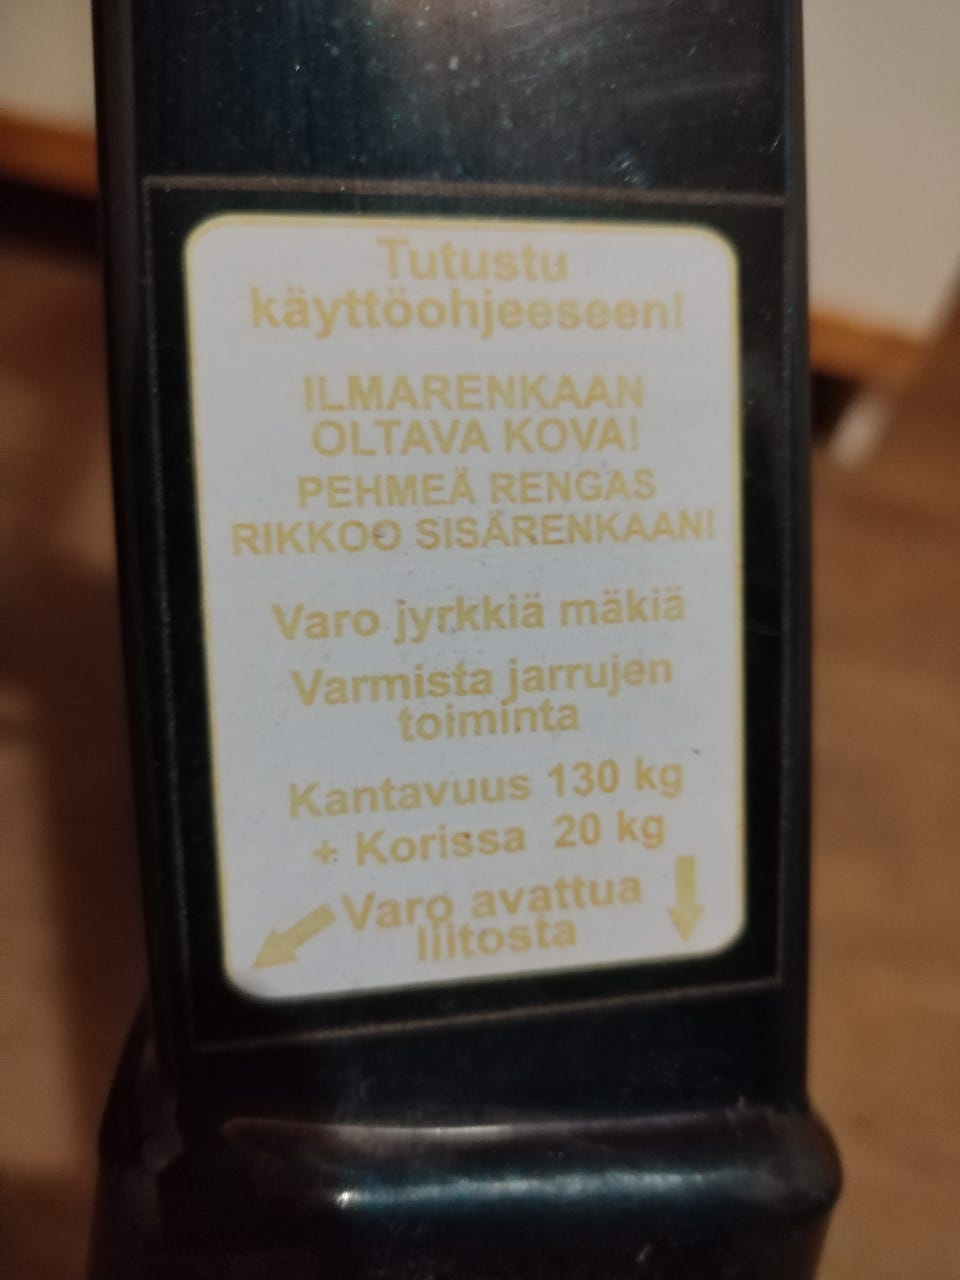 Tutustu
käyttöohjeeseen!
ILMARENKAAN
OLTAVA KOVA!
PEHMEÄ RENGAS
RIKKOO SISÄRENKAAN!
Varo jyrkkiä mäkiä
Varmista jarrujen
toiminta
Kantavuus 130 kg
+ Korissa 20 kg
Varo avattua
liitosta